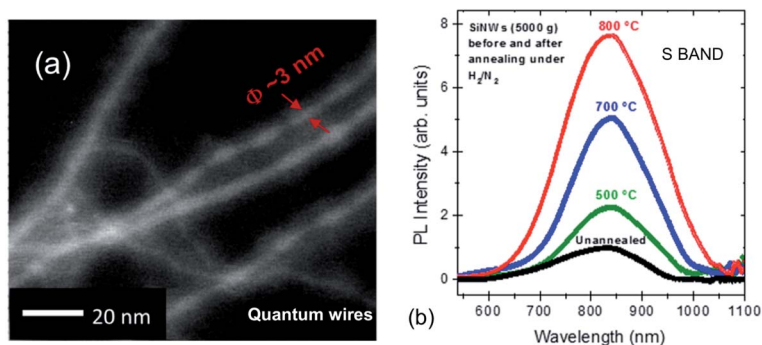 (a)
Φ ~3 nm
20 nm
Quantum wires
(b)
PL Intensity (arb. units)
8
6
4
2
0
SiNWs (5000 g)
before and after
annealing under
H₂/N₂
800 °C
S BAND
700 °C
500 °C
Unannealed
600 700 800 900 1000 1100
Wavelength (nm)